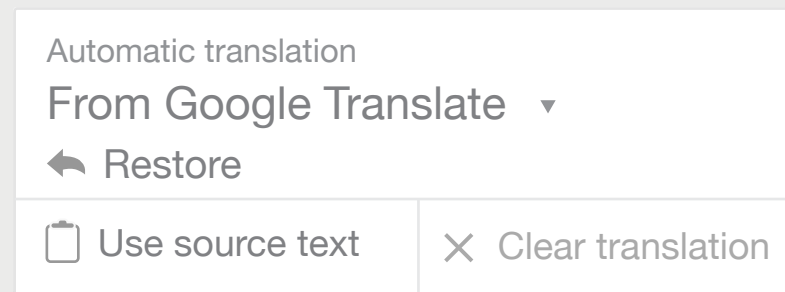 Automatic translation
From Google Translate
Restore
Use source text
Clear translation